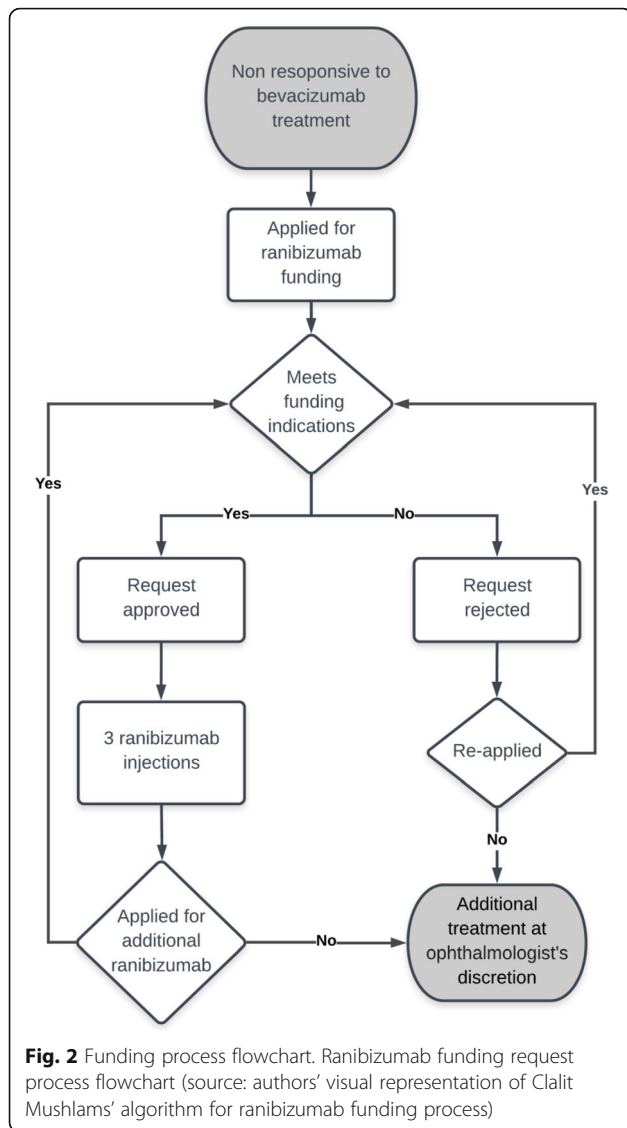 Non resoponsive to
bevacizumab
treatment
Applied for
ranibizumab
funding
Meets
funding
indications
Yes
Yes
Yes
No
Request
approved
Request
rejected
3 ranibizumab
injections
Re-applied
No
Applied for
additional
ranibizumab
No
Additional
treatment at
ophthalmologist's
discretion
Fig. 2 Funding process flowchart. Ranibizumab funding request
process flowchart (source: authors’ visual representation of Clalit
Mushlams’ algorithm for ranibizumab funding process)